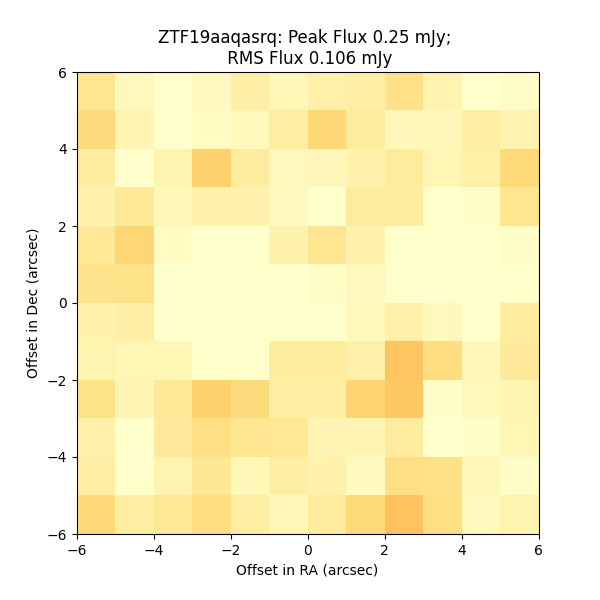 ZTF19aaqasrq: Peak Flux 0.25 mJy;
RMS Flux 0.106 mJy
6
4
2
0
−2
−4
−6
Offset in Dec (arcsec)
−6 −4 −2 0 2 4 6
Offset in RA (arcsec)